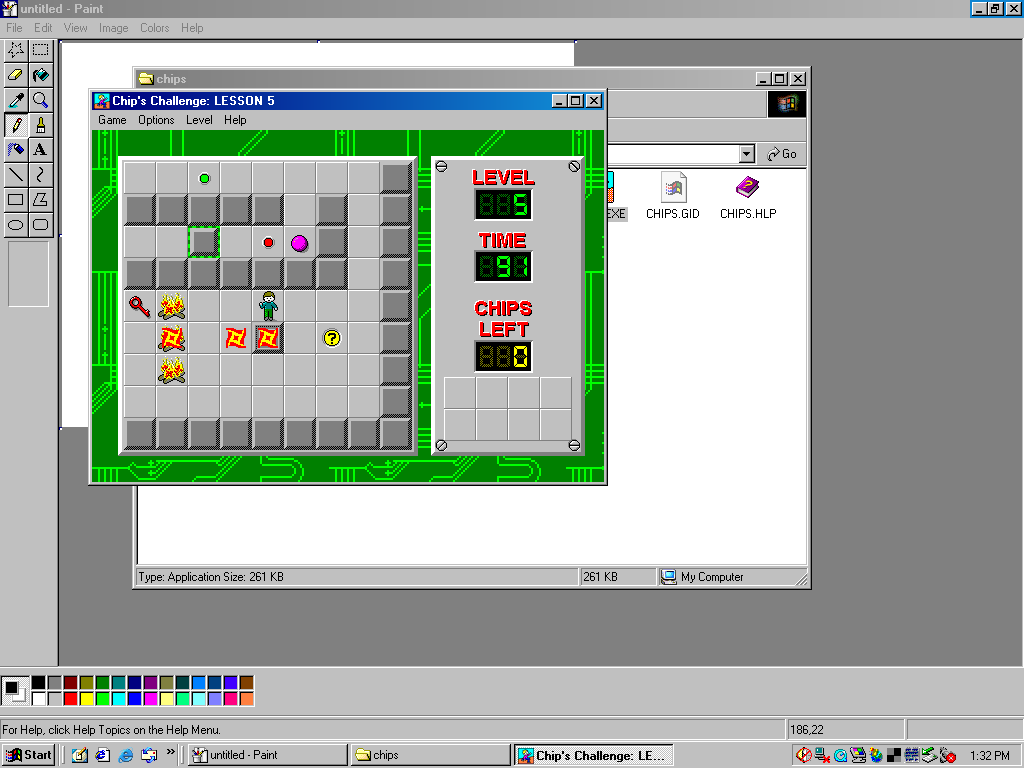 untitled - Paint
File Edit View Image Colors Help
chips
Chip's Challenge: LESSON 5
Game Options Level Help
Go
LEVEL
5
TIME
91
CHIPS
LEFT
0
?
EXE CHIPS.GID CHIPS.HLP
Type: Application Size: 261 KB 261 KB My Computer
For Help, click Help Topics on the Help Menu. 186,22
Start » untitled - Paint chips Chip's Challenge: LE... 1:32 PM